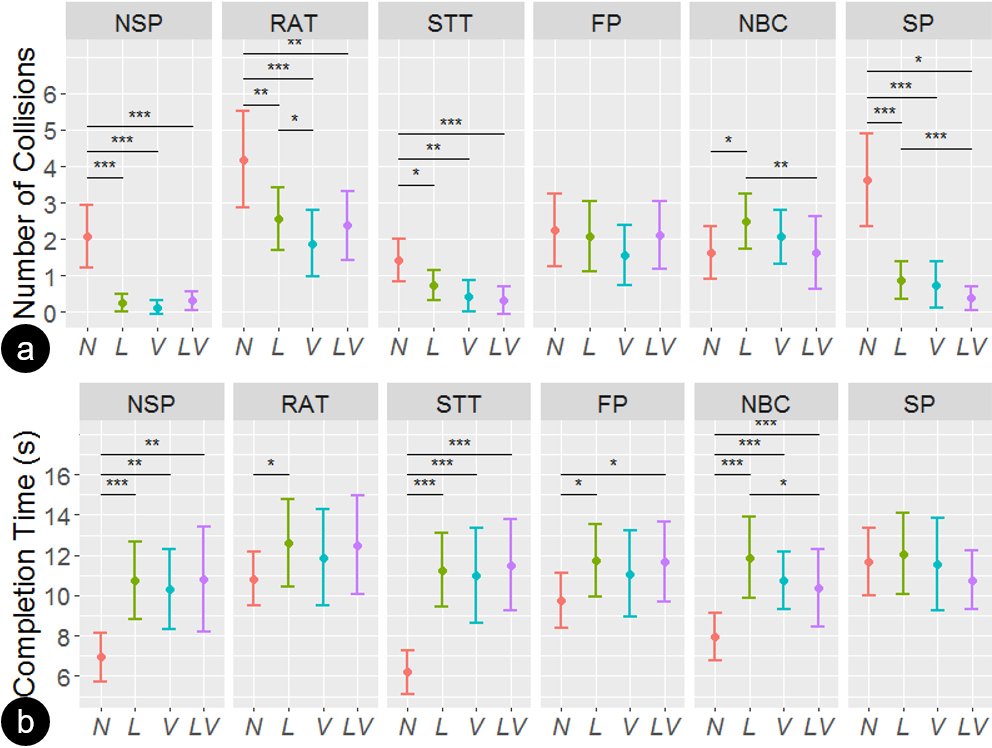 NSP RAT STT FP NBC SP
Number of Collisions
** 
*** *
*** *** *** ***
*** ** ** *
*** * ** *** ***
*** *
6
5
4
3
2
1
0
N L V LV N L V LV N L V LV N L V LV N L V LV N L V LV
a
NSP RAT STT FP NBC SP
Completion Time (s)
***
** *** ***
** * *** * ***
*** *** * *
16
14
12
10
8
6
N L V LV N L V LV N L V LV N L V LV N L V LV N L V LV
b